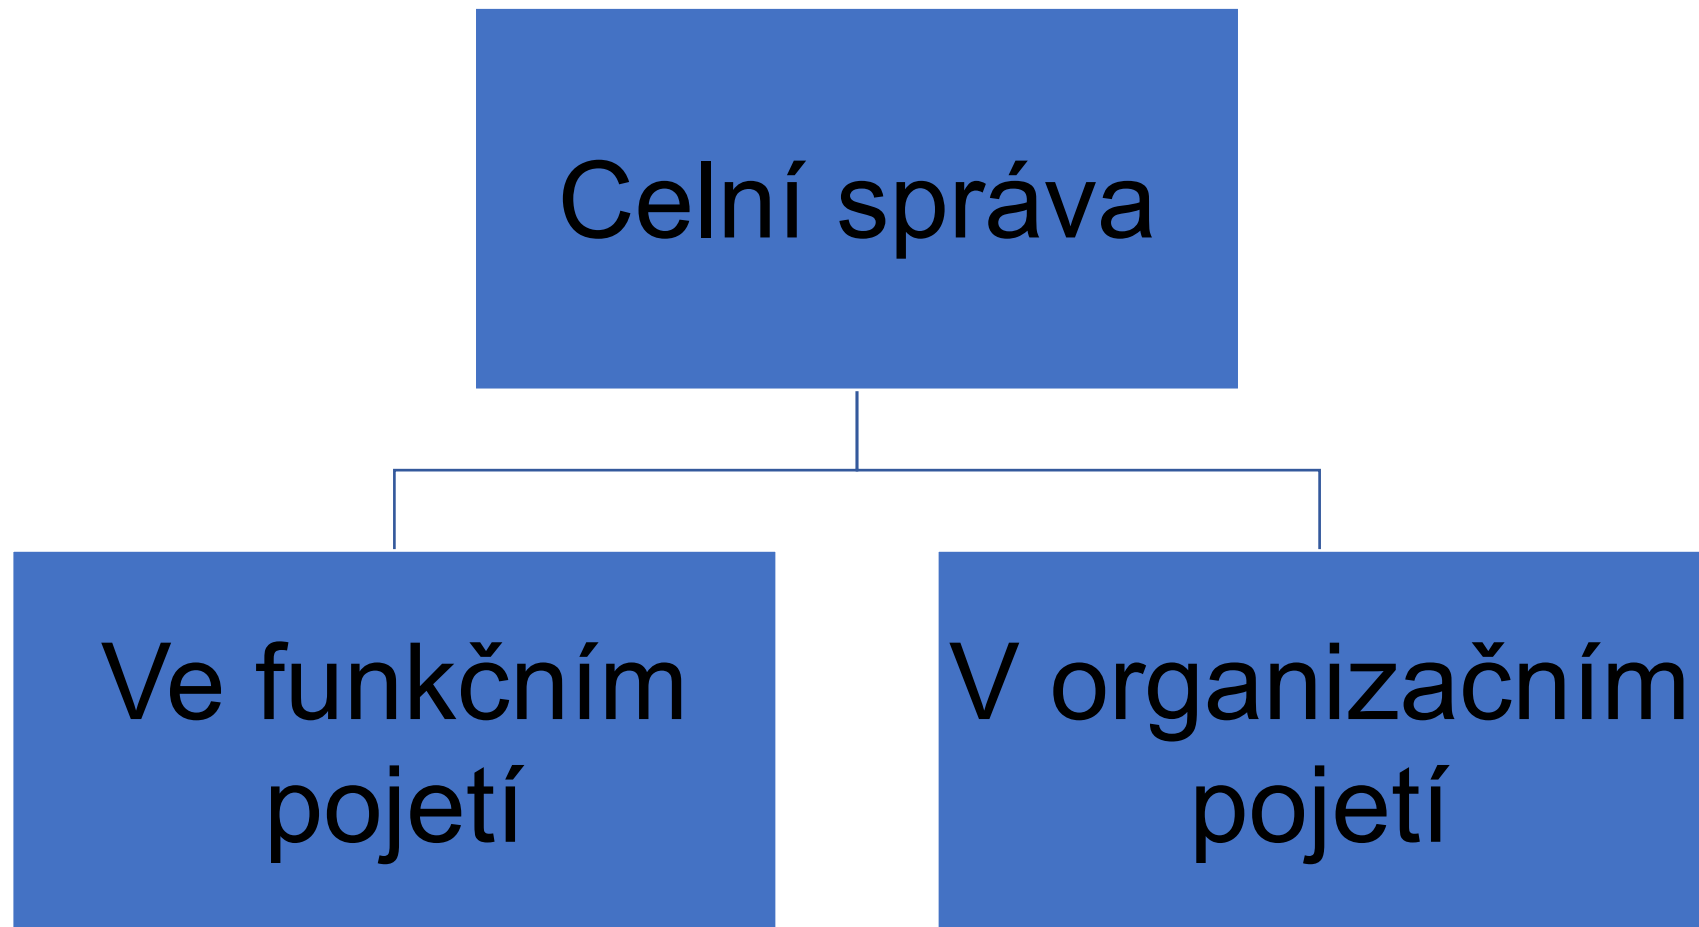 Celní správa
Ve funkčním
pojetí
V organizačním
pojetí